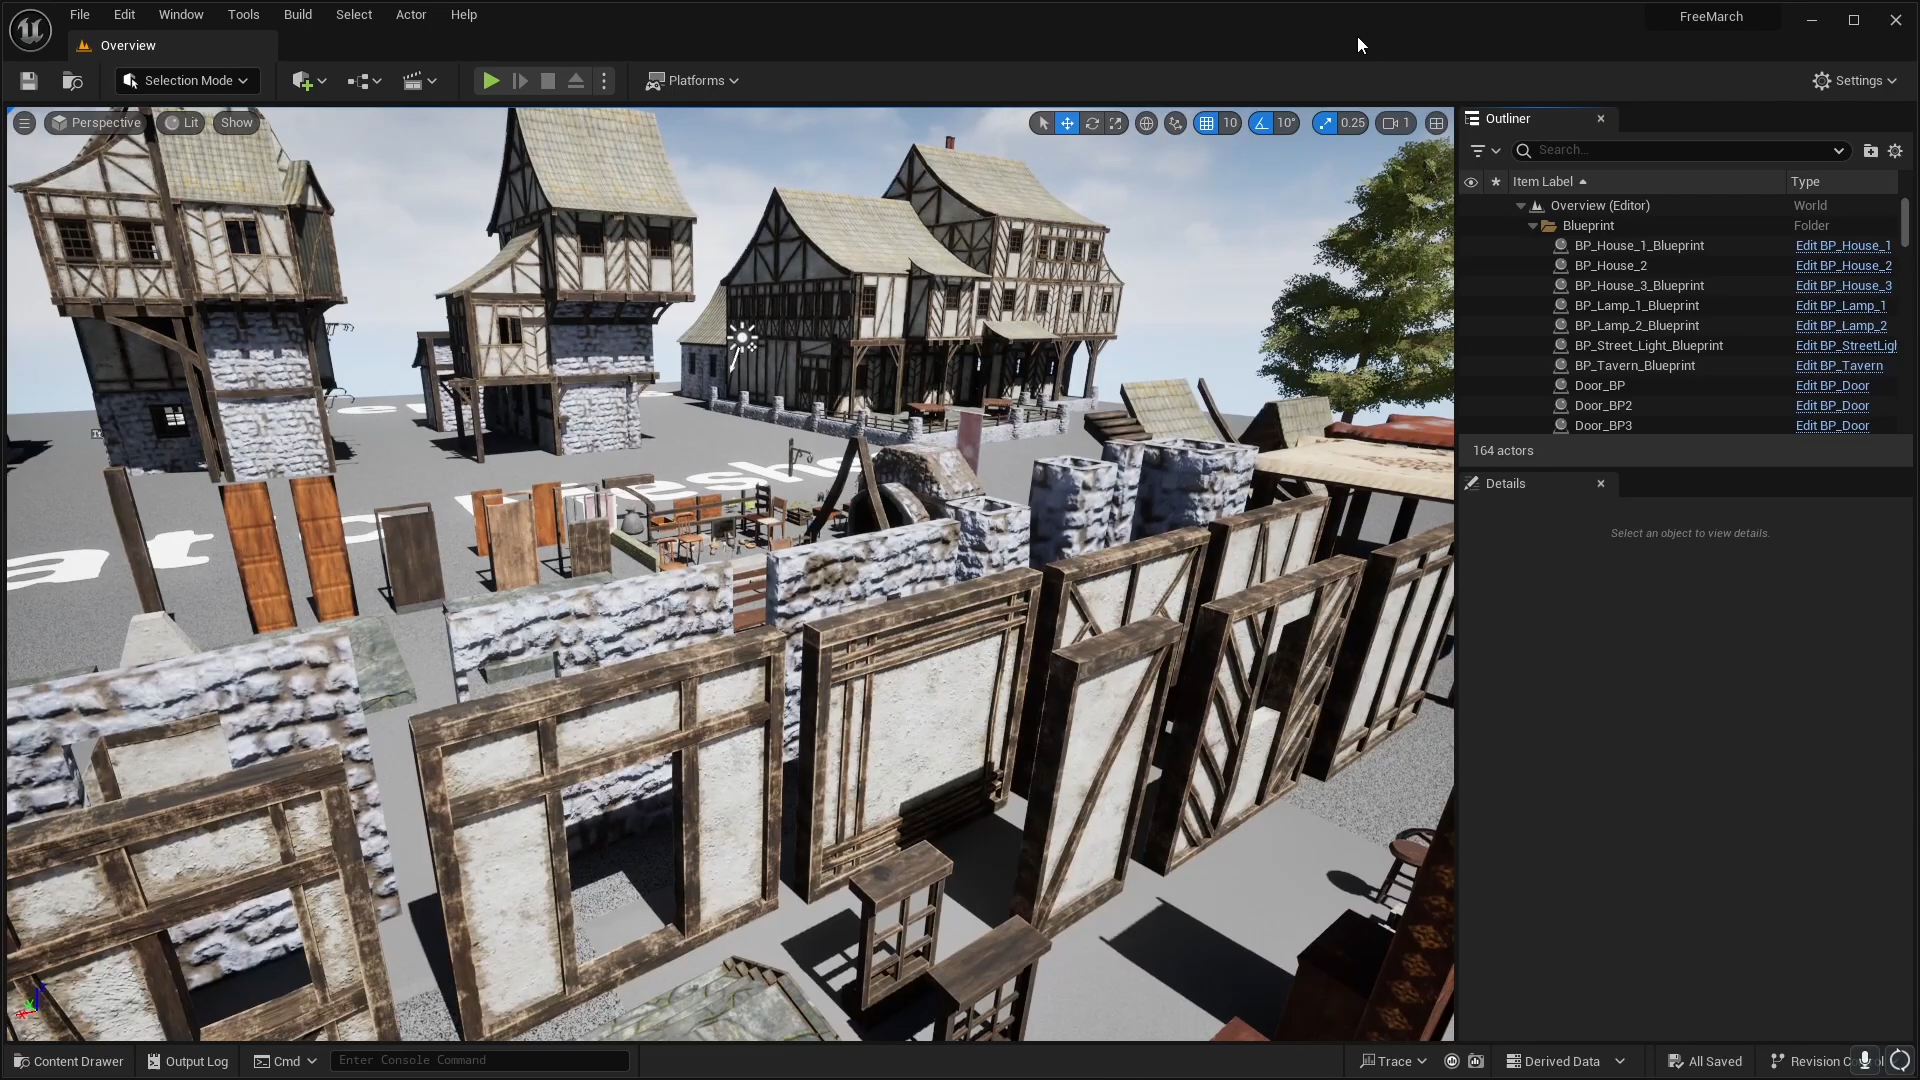 File Edit Window Tools Build Select Actor Help
FreeMarch
Overview
Selection Mode
Platforms
Settings
Perspective Lit Show
10 10° 0.25 1
Outliner
Search...
Item Label Type
Overview (Editor) World
Blueprint Folder
BP_House_1_Blueprint Edit BP_House_1
BP_House_2 Edit BP_House_2
BP_House_3_Blueprint Edit BP_House_3
BP_Lamp_1_Blueprint Edit BP_Lamp_1
BP_Lamp_2_Blueprint Edit BP_Lamp_2
BP_Street_Light_Blueprint Edit BP_StreetLigh
BP_Tavern_Blueprint Edit BP_Tavern
Door_BP Edit BP_Door
Door_BP2 Edit BP_Door
Door_BP3 Edit BP_Door
164 actors
Details
Select an object to view details.
Content Drawer Output Log Cmd Enter Console Command
Trace Derived Data All Saved Revision